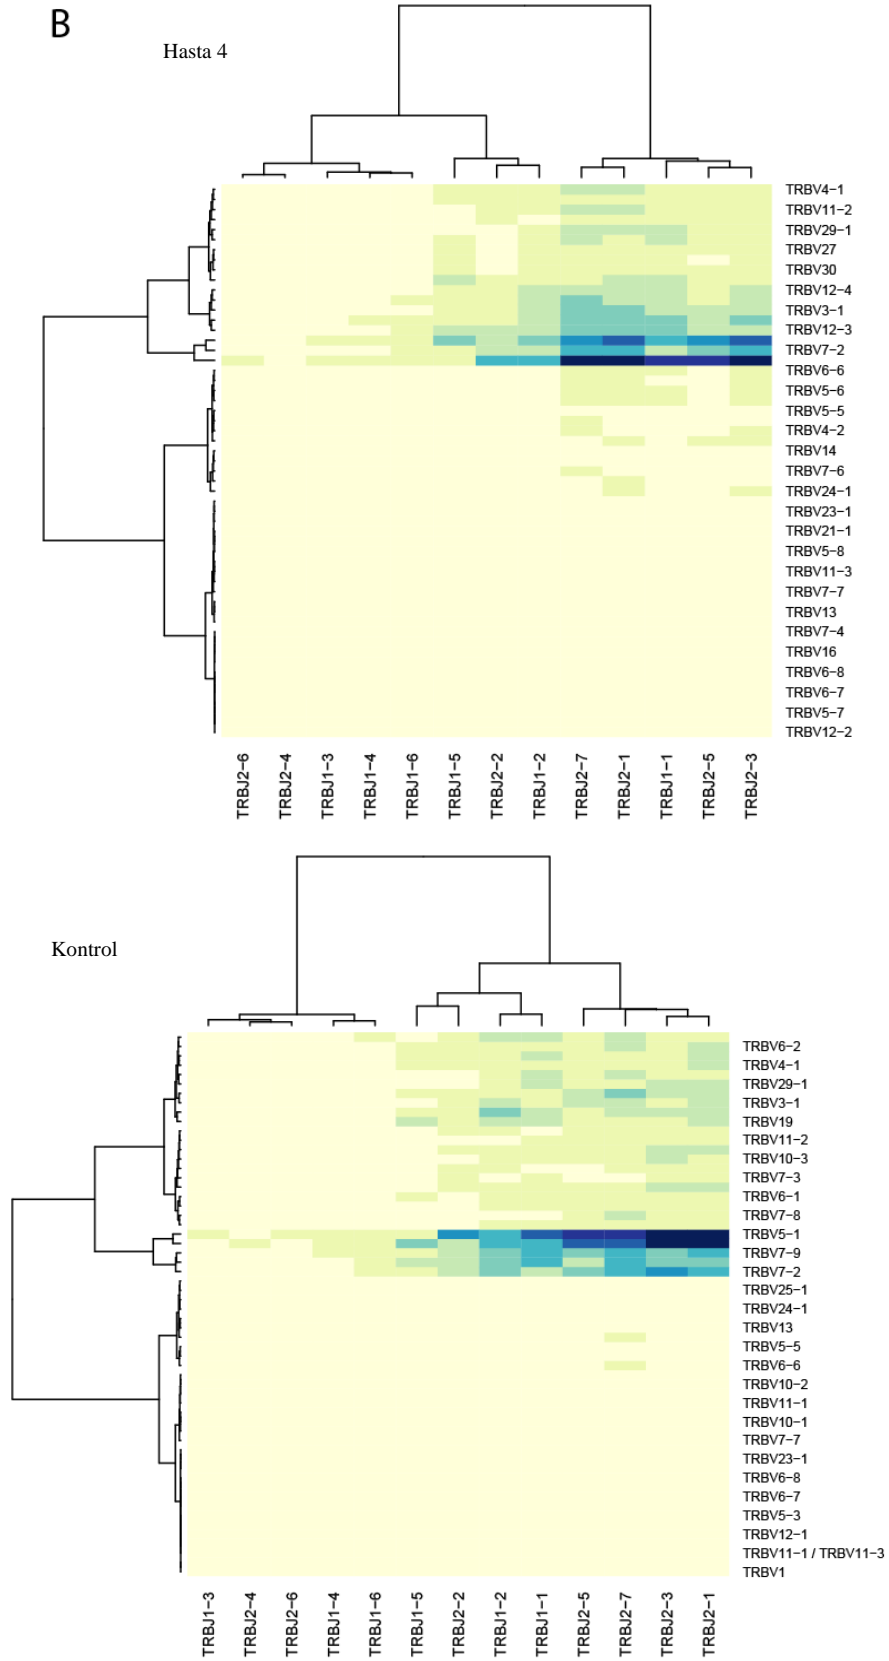 B
Hasta 4
TRBV4-1
TRBV11-2
TRBV29-1
TRBV27
TRBV30
TRBV12-4
TRBV3-1
TRBV12-3
TRBV7-2
TRBV6-6
TRBV5-6
TRBV5-5
TRBV4-2
TRBV14
TRBV7-6
TRBV24-1
TRBV23-1
TRBV21-1
TRBV5-8
TRBV11-3
TRBV7-7
TRBV13
TRBV7-4
TRBV16
TRBV6-8
TRBV6-7
TRBV5-7
TRBV12-2
TRBJ2-6
TRBJ2-4
TRBJ1-3
TRBJ1-4
TRBJ1-6
TRBJ1-5
TRBJ2-2
TRBJ1-2
TRBJ2-7
TRBJ2-1
TRBJ1-1
TRBJ2-5
TRBJ2-3
Kontrol
TRBV6-2
TRBV4-1
TRBV29-1
TRBV3-1
TRBV19
TRBV11-2
TRBV10-3
TRBV7-3
TRBV6-1
TRBV7-8
TRBV5-1
TRBV7-9
TRBV7-2
TRBV25-1
TRBV24-1
TRBV13
TRBV5-5
TRBV6-6
TRBV10-2
TRBV11-1
TRBV10-1
TRBV7-7
TRBV23-1
TRBV6-8
TRBV6-7
TRBV5-3
TRBV12-1
TRBV11-1 / TRBV11-3
TRBV1
TRBJ1-3
TRBJ2-4
TRBJ2-6
TRBJ1-4
TRBJ1-6
TRBJ1-5
TRBJ2-2
TRBJ1-2
TRBJ1-1
TRBJ2-5
TRBJ2-7
TRBJ2-3
TRBJ2-1